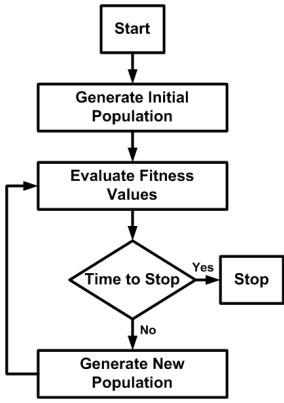 Start
Generate Initial
Population
Evaluate Fitness
Values
Time to Stop
Yes
Stop
No
Generate New
Population